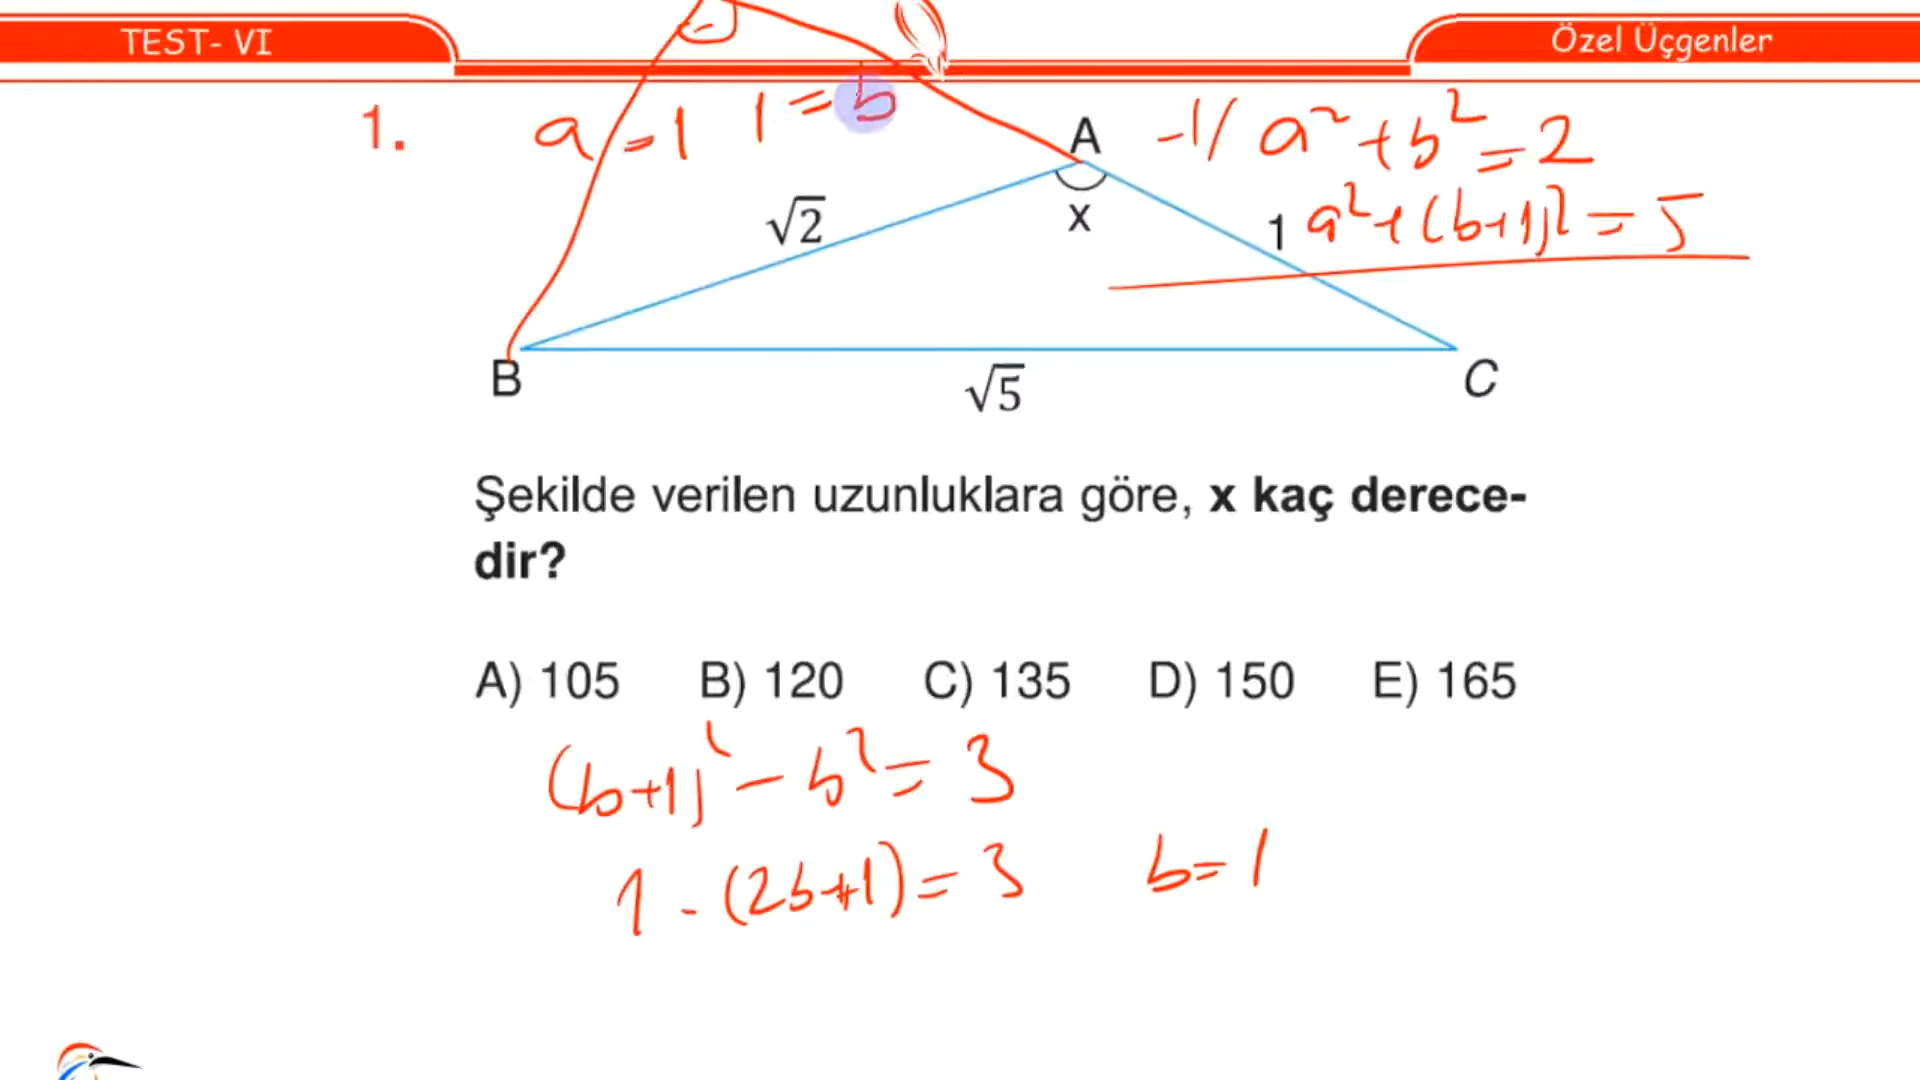 TEST- VI
Özel Üçgenler
1.
a = 1 1 = b
A
-1/ a² + b² = 2
√2
x
1
a² + (b+1)² = 5
B
√5
C
Şekilde verilen uzunluklara göre, x kaç derece-
dir?
A) 105 B) 120 C) 135 D) 150 E) 165
(b+1)² - b² = 3
1 · (2b+1) = 3 b = 1